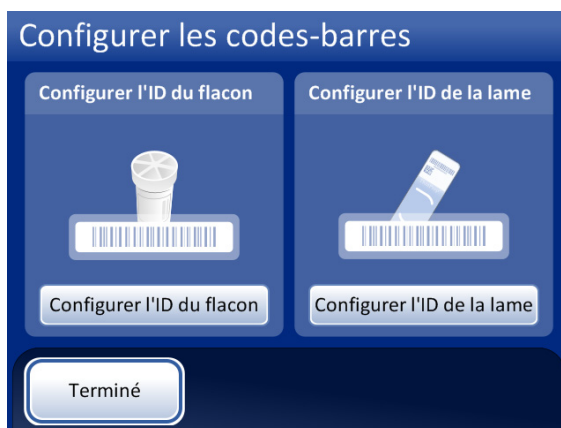 Configurer les codes-barres
Configurer l'ID du flacon
Configurer l'ID de la lame
Configurer l'ID du flacon
Configurer l'ID de la lame
Terminé